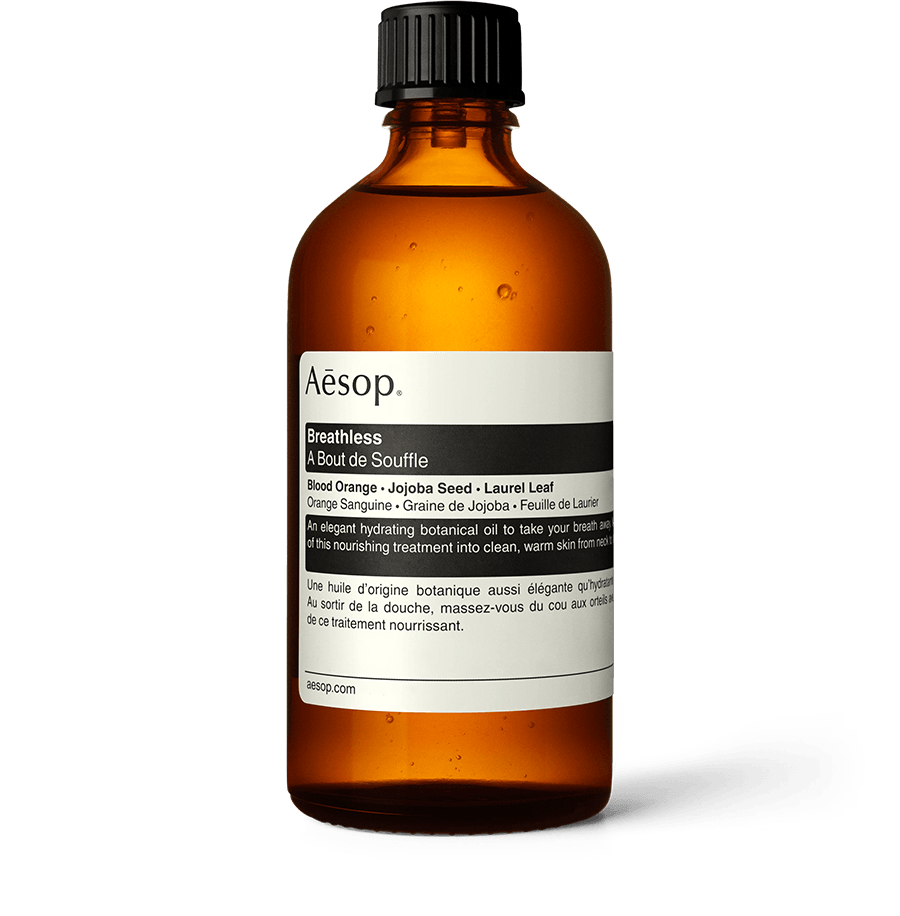 Aēsop®
Breathless
A Bout de Souffle
Blood Orange • Jojoba Seed • Laurel Leaf
Orange Sanguine • Graine de Jojoba • Feuille de Laurier
An elegant hydrating botanical oil to take your breath away
of this nourishing treatment into clean, warm skin from neck
Une huile d'origine botanique aussi élégante
Au sortir de la douche, massez-vous du cou aux orteils
de ce traitement nourrissant.
aesop.com